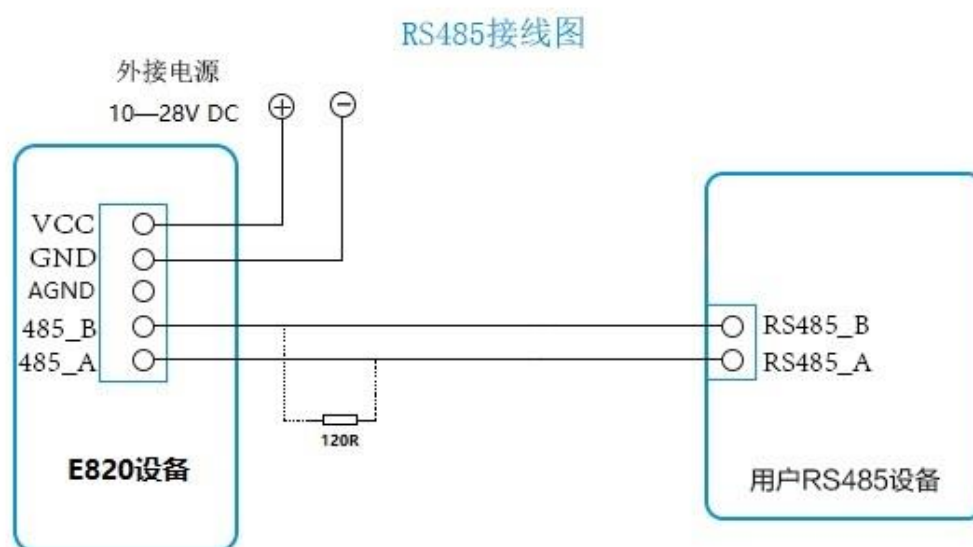 RS485接线图
外接电源
10—28V DC
VCC
GND
AGND
485_B
485_A
RS485_B
RS485_A
120R
E820设备
用户RS485设备